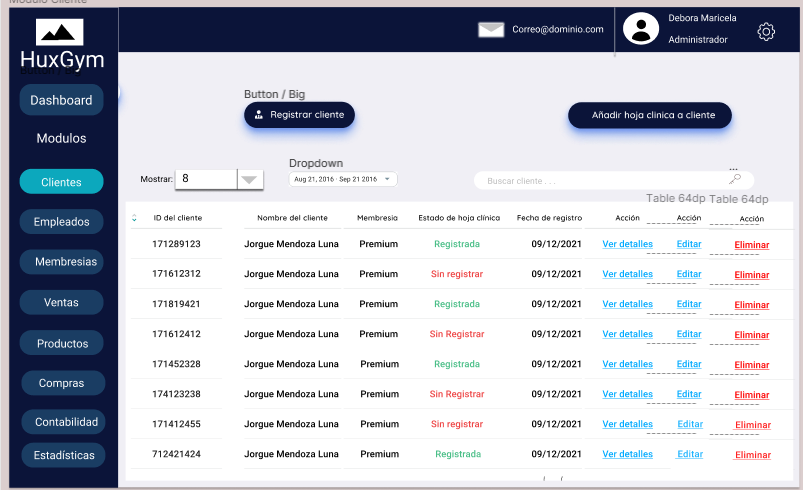 Modulo Cliente
Correo@dominio.com
Debora Maricela
Administrador
HuxGym
Button / Big
Dashboard
Modulos
Clientes
Empleados
Membresias
Ventas
Productos
Compras
Contabilidad
Estadísticas
Button / Big
Registrar cliente
Añadir hoja clinica a cliente
Mostrar: 8
Dropdown
Aug 21, 2016 - Sep 21 2016
Buscar cliente . . .
Table 64dp Table 64dp
ID del cliente Nombre del cliente Membresia Estado de hoja clínica Fecha de registro Acción Acción Acción
171289123 Jorgue Mendoza Luna Premium Registrada 09/12/2021 Ver detalles Editar Eliminar
171612312 Jorgue Mendoza Luna Premium Sin registrar 09/12/2021 Ver detalles Editar Eliminar
171819421 Jorgue Mendoza Luna Premium Registrada 09/12/2021 Ver detalles Editar Eliminar
171612412 Jorgue Mendoza Luna Premium Sin Registrar 09/12/2021 Ver detalles Editar Eliminar
171452328 Jorgue Mendoza Luna Premium Registrada 09/12/2021 Ver detalles Editar Eliminar
174123238 Jorgue Mendoza Luna Premium Sin Registrar 09/12/2021 Ver detalles Editar Eliminar
171412455 Jorgue Mendoza Luna Premium Sin registrar 09/12/2021 Ver detalles Editar Eliminar
712421424 Jorgue Mendoza Luna Premium Registrada 09/12/2021 Ver detalles Editar Eliminar